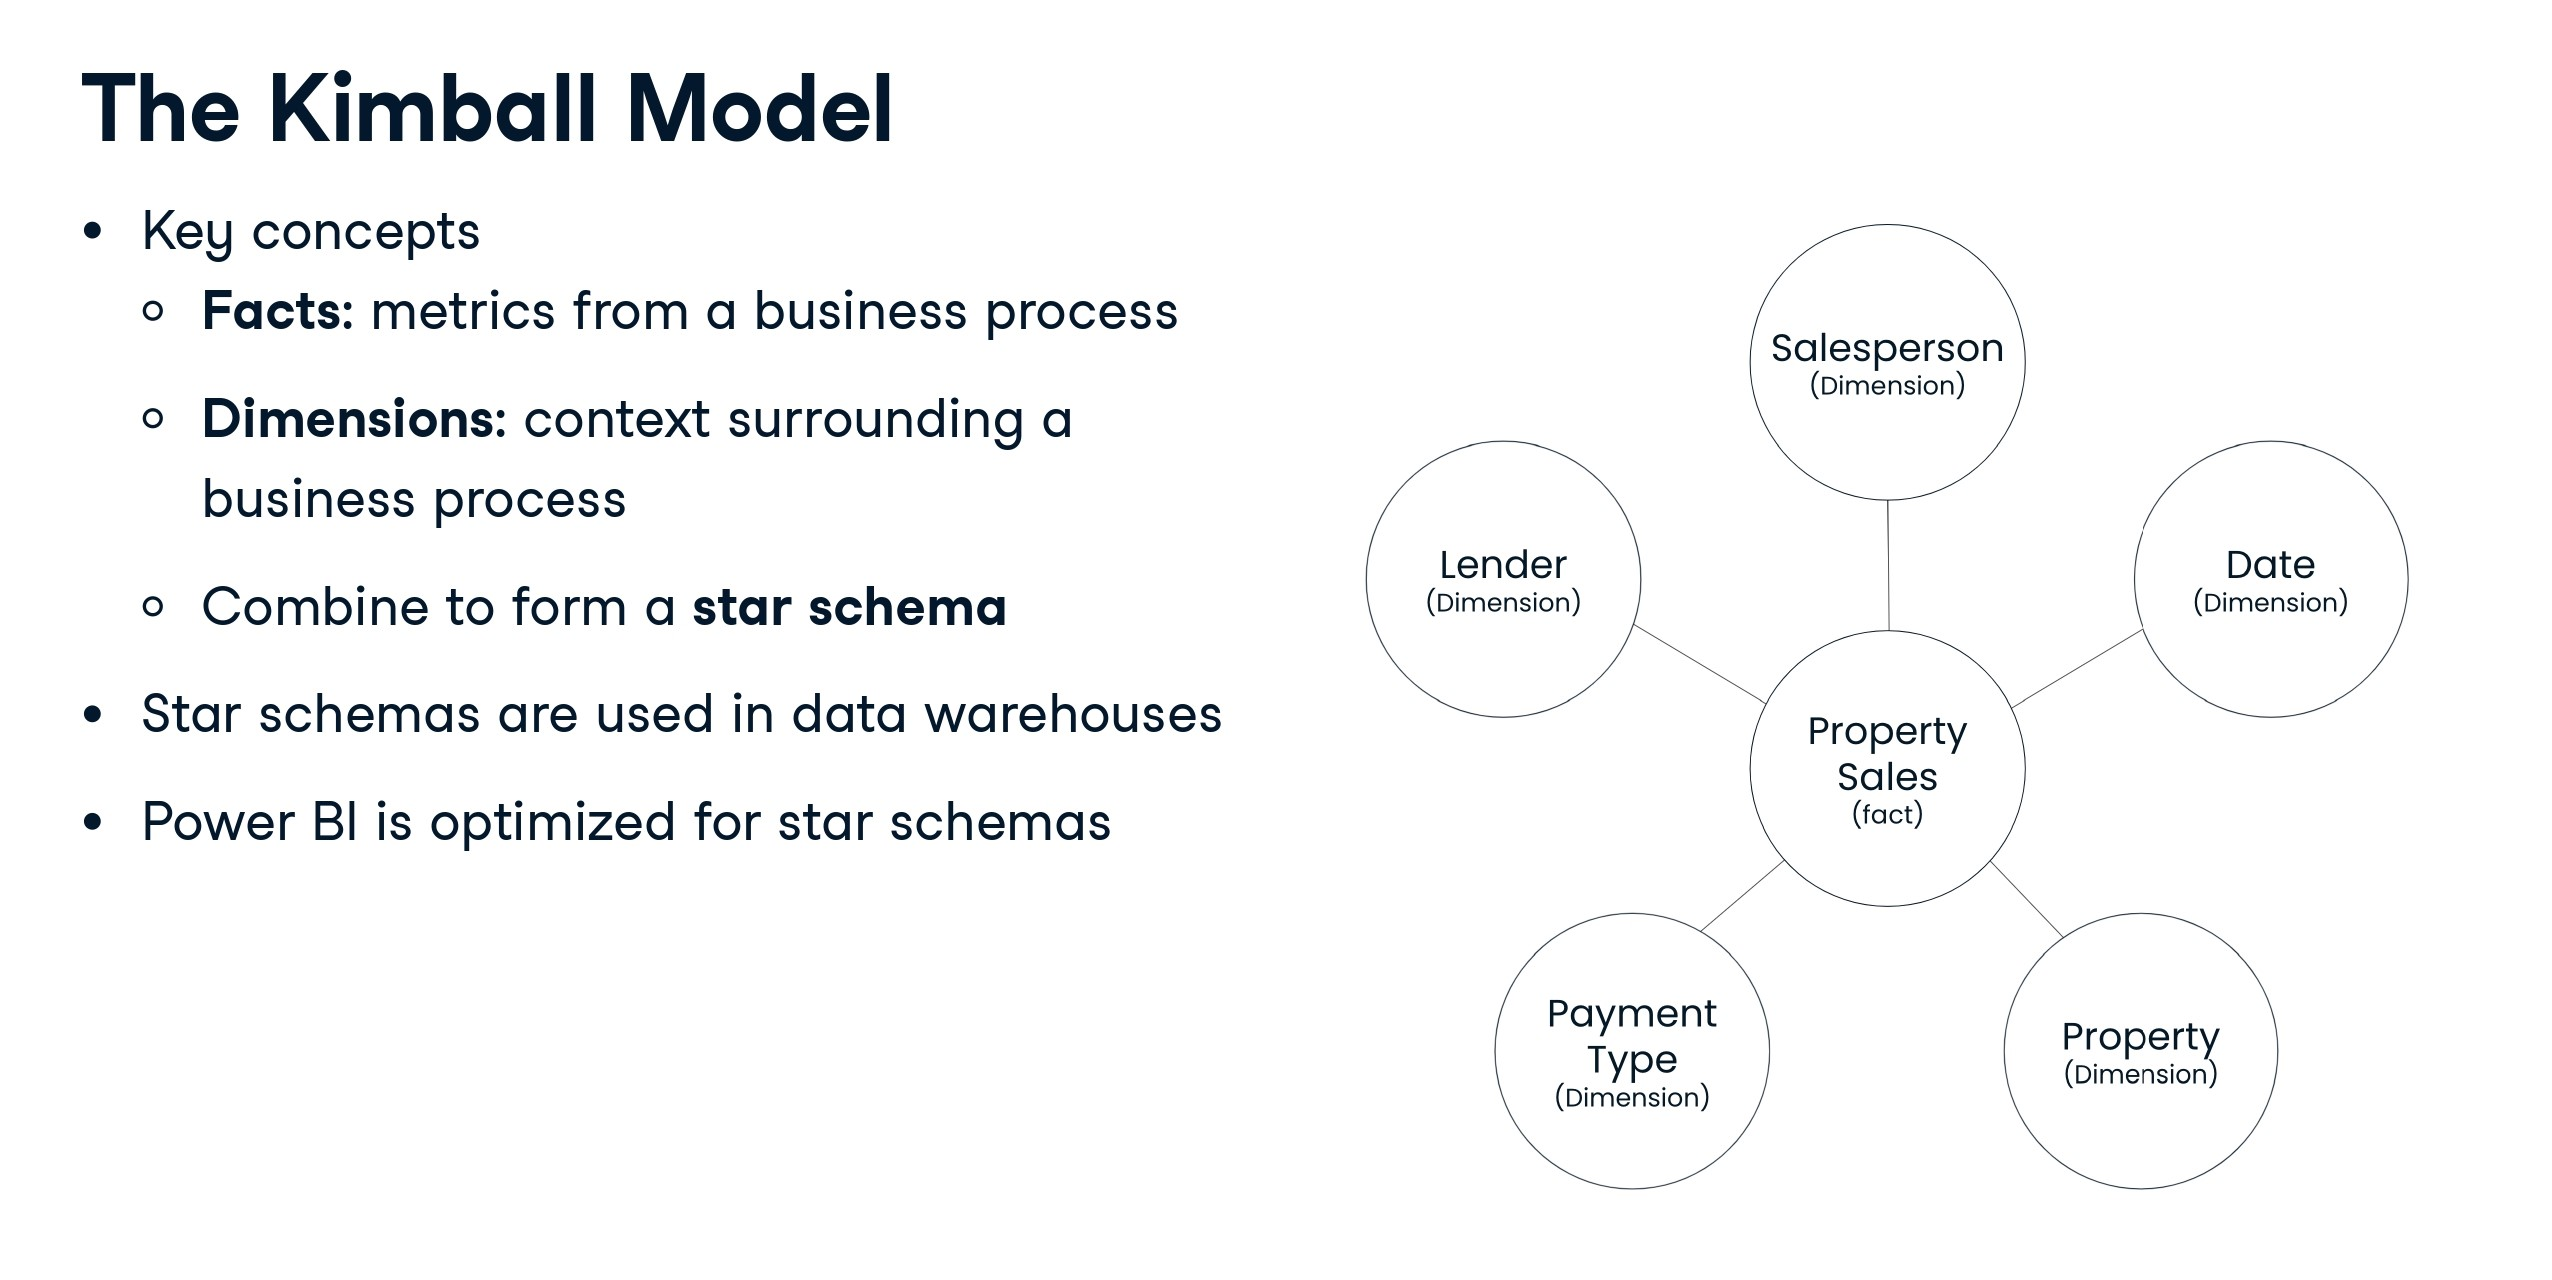 The Kimball Model
• Key concepts
○ Facts: metrics from a business process
○ Dimensions: context surrounding a
business process
○ Combine to form a star schema
• Star schemas are used in data warehouses
• Power BI is optimized for star schemas
Salesperson
(Dimension)
Lender
(Dimension)
Date
(Dimension)
Property
Sales
(fact)
Payment
Type
(Dimension)
Property
(Dimension)